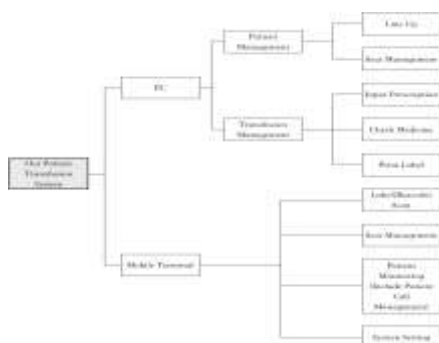 Line Up
Patient
Management
Seat Management
PC
Input Prescription
Transfusion
Management
Check Medicine
Print Label
Out Patient
Transfusion
System
Label/Barcode
Scan
Seat Management
Mobile Terminal
Patient
Monitoring
(Include Patient
Call
Management)
System Setting